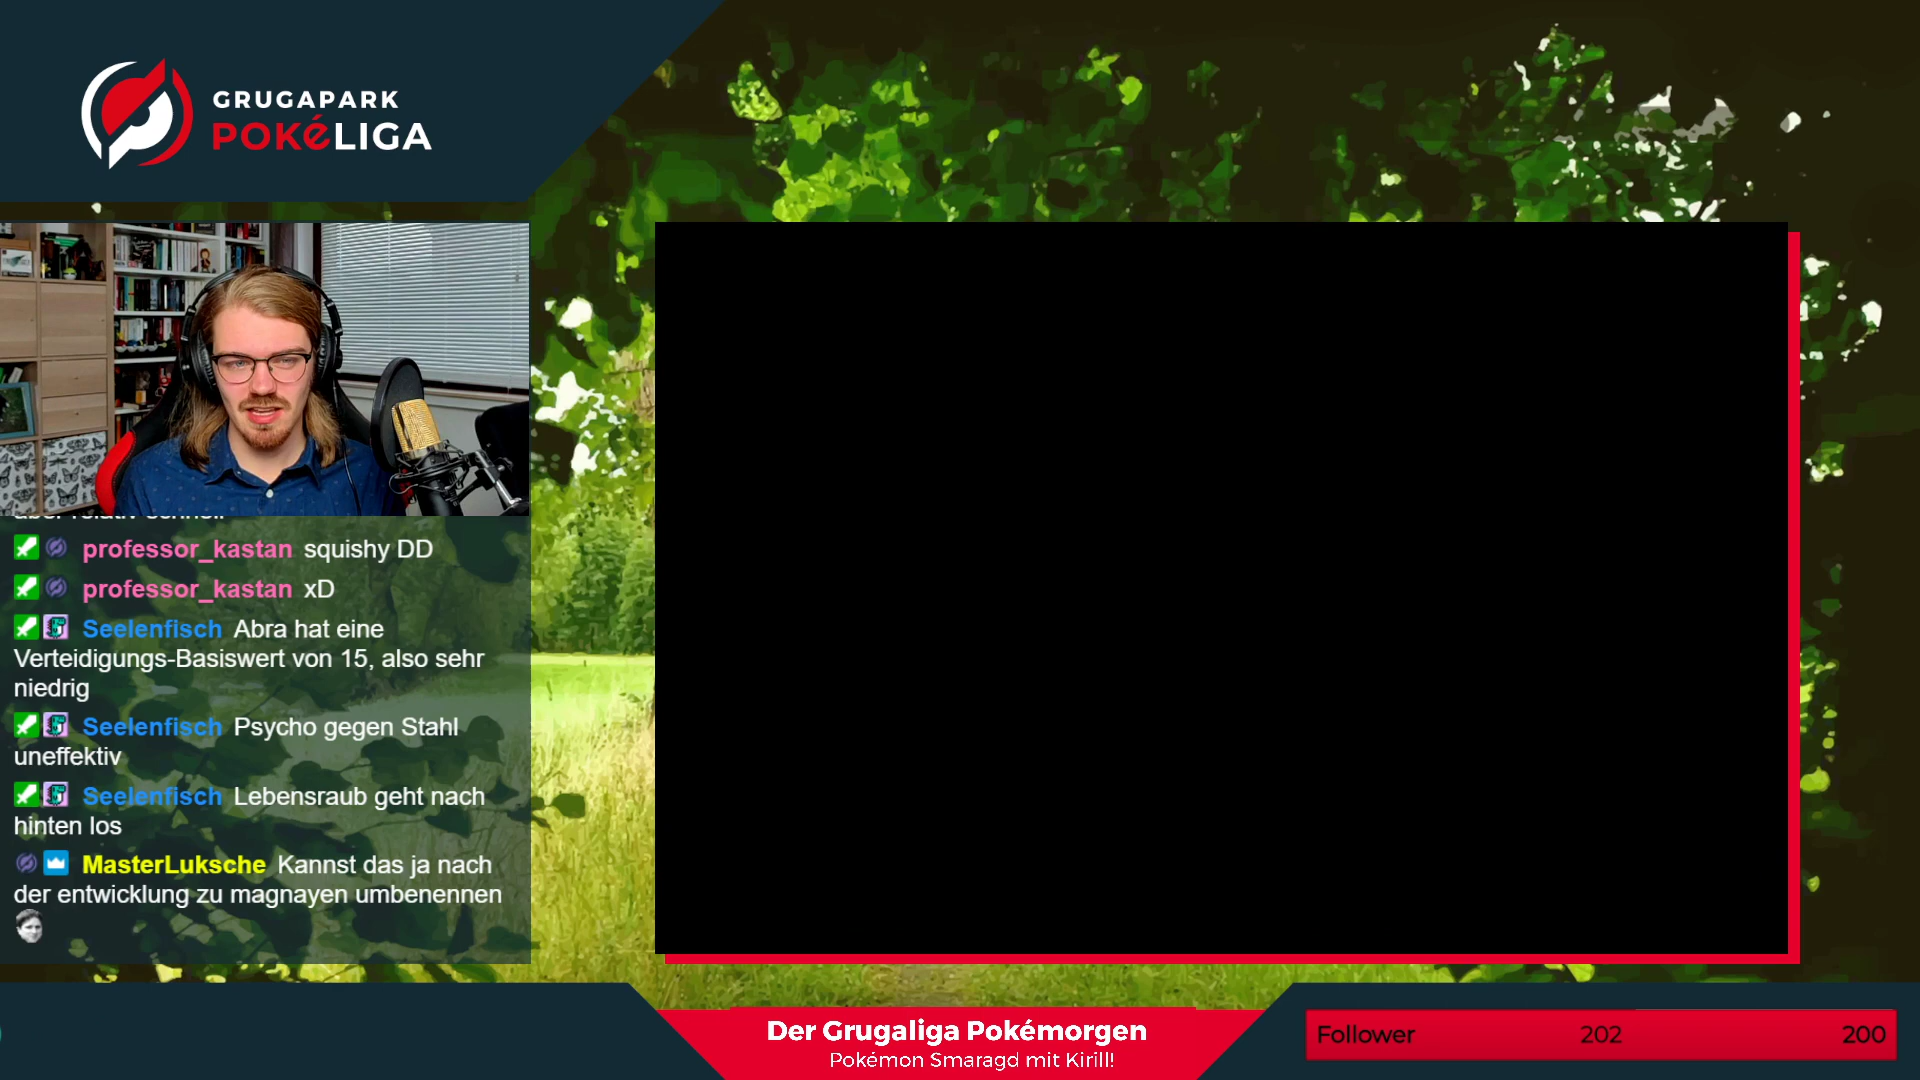 GRUGAPARK
POKéLIGA
professor_kastan squishy DD
professor_kastan xD
Seelenfisch Abra hat eine
Verteidigungs-Basiswert von 15, also sehr
niedrig
Seelenfisch Psycho gegen Stahl
uneffektiv
Seelenfisch Lebensraub geht nach
hinten los
MasterLuksche Kannst das ja nach
der entwicklung zu magnayen umbenennen
Der Grugaliga Pokémorgen
Pokémon Smaragd mit Kirill!
Follower 202 200